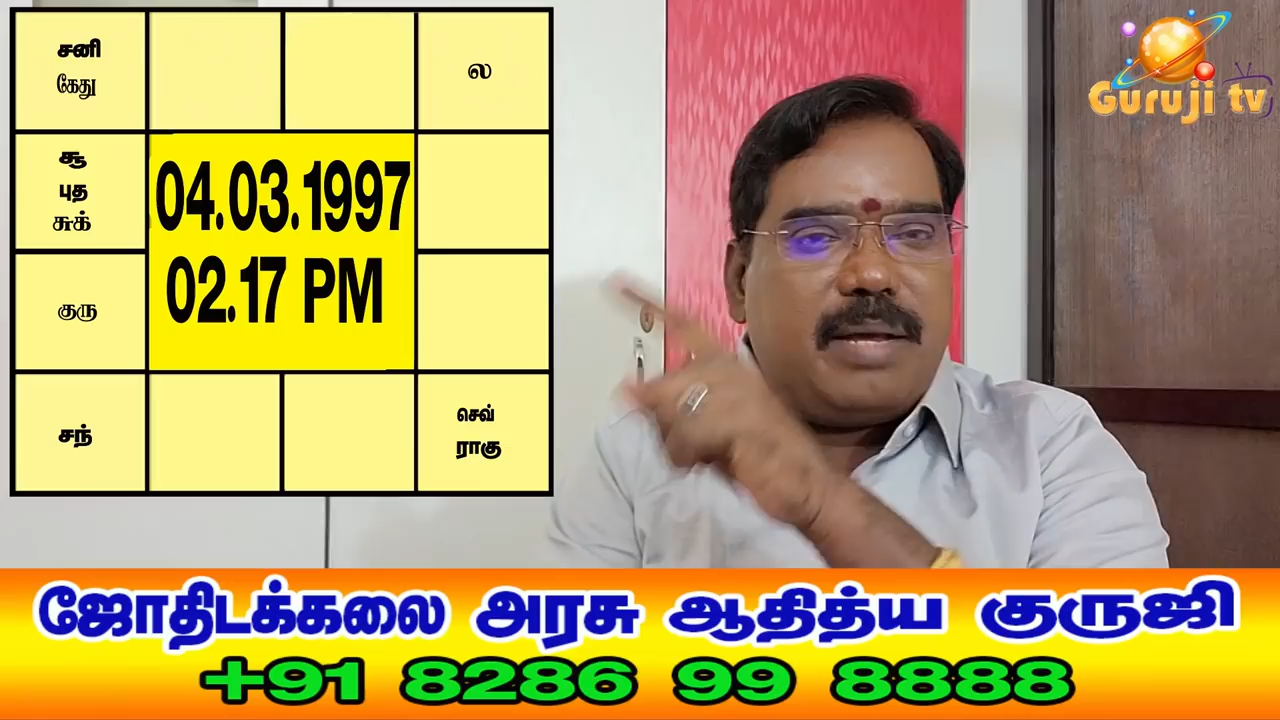 சனி
கேது
ல
சூ
புத
சுக்
04.03.1997
02.17 PM
குரு
சந்
செவ்
ராகு
Guruji tv
ஜோதிடக்கலை அரசு ஆதித்ய குருஜி
+91 8286 99 8888